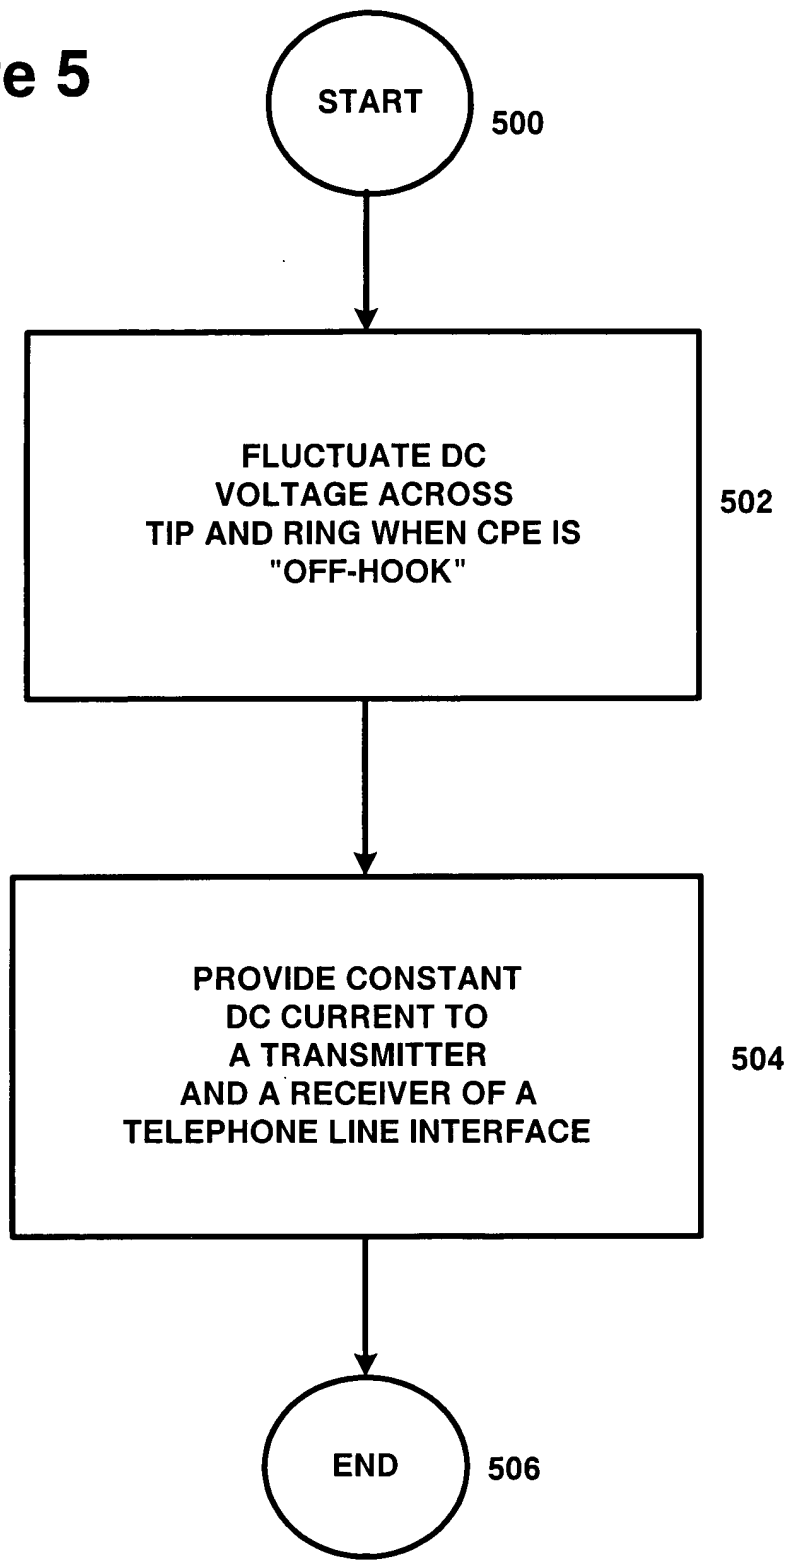 e 5
START
500
FLUCTUATE DC
VOLTAGE ACROSS
TIP AND RING WHEN CPE IS
"OFF-HOOK"
502
PROVIDE CONSTANT
DC CURRENT TO
A TRANSMITTER
AND A RECEIVER OF A
TELEPHONE LINE INTERFACE
504
END
506